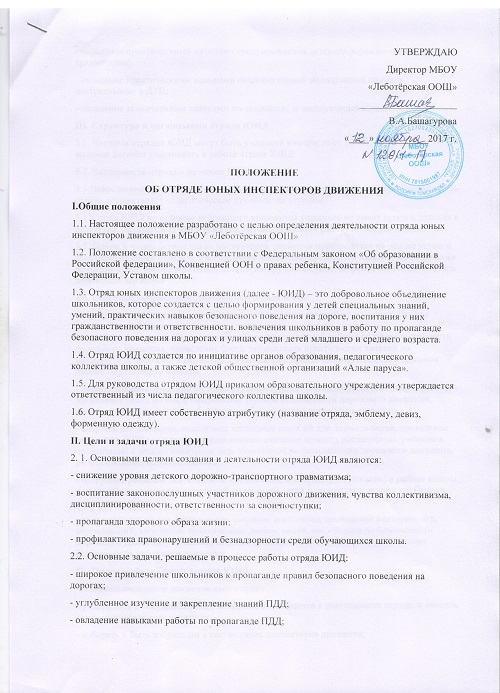 УТВЕРЖДАЮ
Директор МБОУ
«Леботёрская ООШ»
В.А.Башагурова
« 12 » ноября 2017 г.
МБОУ
ООШ»
ПОЛОЖЕНИЕ
ОБ ОТРЯДЕ ЮНЫХ ИНСПЕКТОРОВ ДВИЖЕНИЯ
I.Общие положения
1.1. Настоящее положение разработано с целью определения деятельности отряда юных
инспекторов движения в МБОУ «Леботёрская ООШ»
1.2. Положение составлено в соответствии с Федеральным законом «Об образовании в
Российской федерации», Конвенцией ООН о правах ребенка, Конституцией Российской
Федерации, Уставом школы.
1.3. Отряд юных инспекторов движения (далее - ЮИД) – это добровольное объединение
школьников, которое создается с целью формирования у детей специальных знаний,
умений, практических навыков безопасного поведения на дороге, воспитания у них
гражданственности и ответственности, вовлечения школьников в работу по пропаганде
безопасного поведения на дорогах и улицах среди детей младшего и среднего возраста.
1.4. Отряд ЮИД создается по инициативе органов образования, педагогического
коллектива школы, а также детской общественной организаций «Алые паруса».
1.5. Для руководства отрядом ЮИД приказом образовательного учреждения утверждается
ответственный из числа педагогического коллектива школы.
1.6. Отряд ЮИД имеет собственную атрибутику (название отряда, эмблему, девиз,
форменную одежду).
II. Цели и задачи отряда ЮИД
2. 1. Основными целями создания и деятельности отряда ЮИД являются:
- снижение уровня детского дорожно-транспортного травматизма;
- воспитание законопослушных участников дорожного движения, чувства коллективизма,
дисциплинированности, ответственности за свои поступки;
- пропаганда здорового образа жизни;
- профилактика правонарушений и безнадзорности среди обучающихся школы.
2.2. Основные задачи, решаемые в процессе работы отряда ЮИД:
- широкое привлечение школьников к пропаганде правил безопасного поведения на
дорогах;
- углубленное изучение и закрепление знаний ПДД;
- овладение навыками работы по пропаганде ПДД;